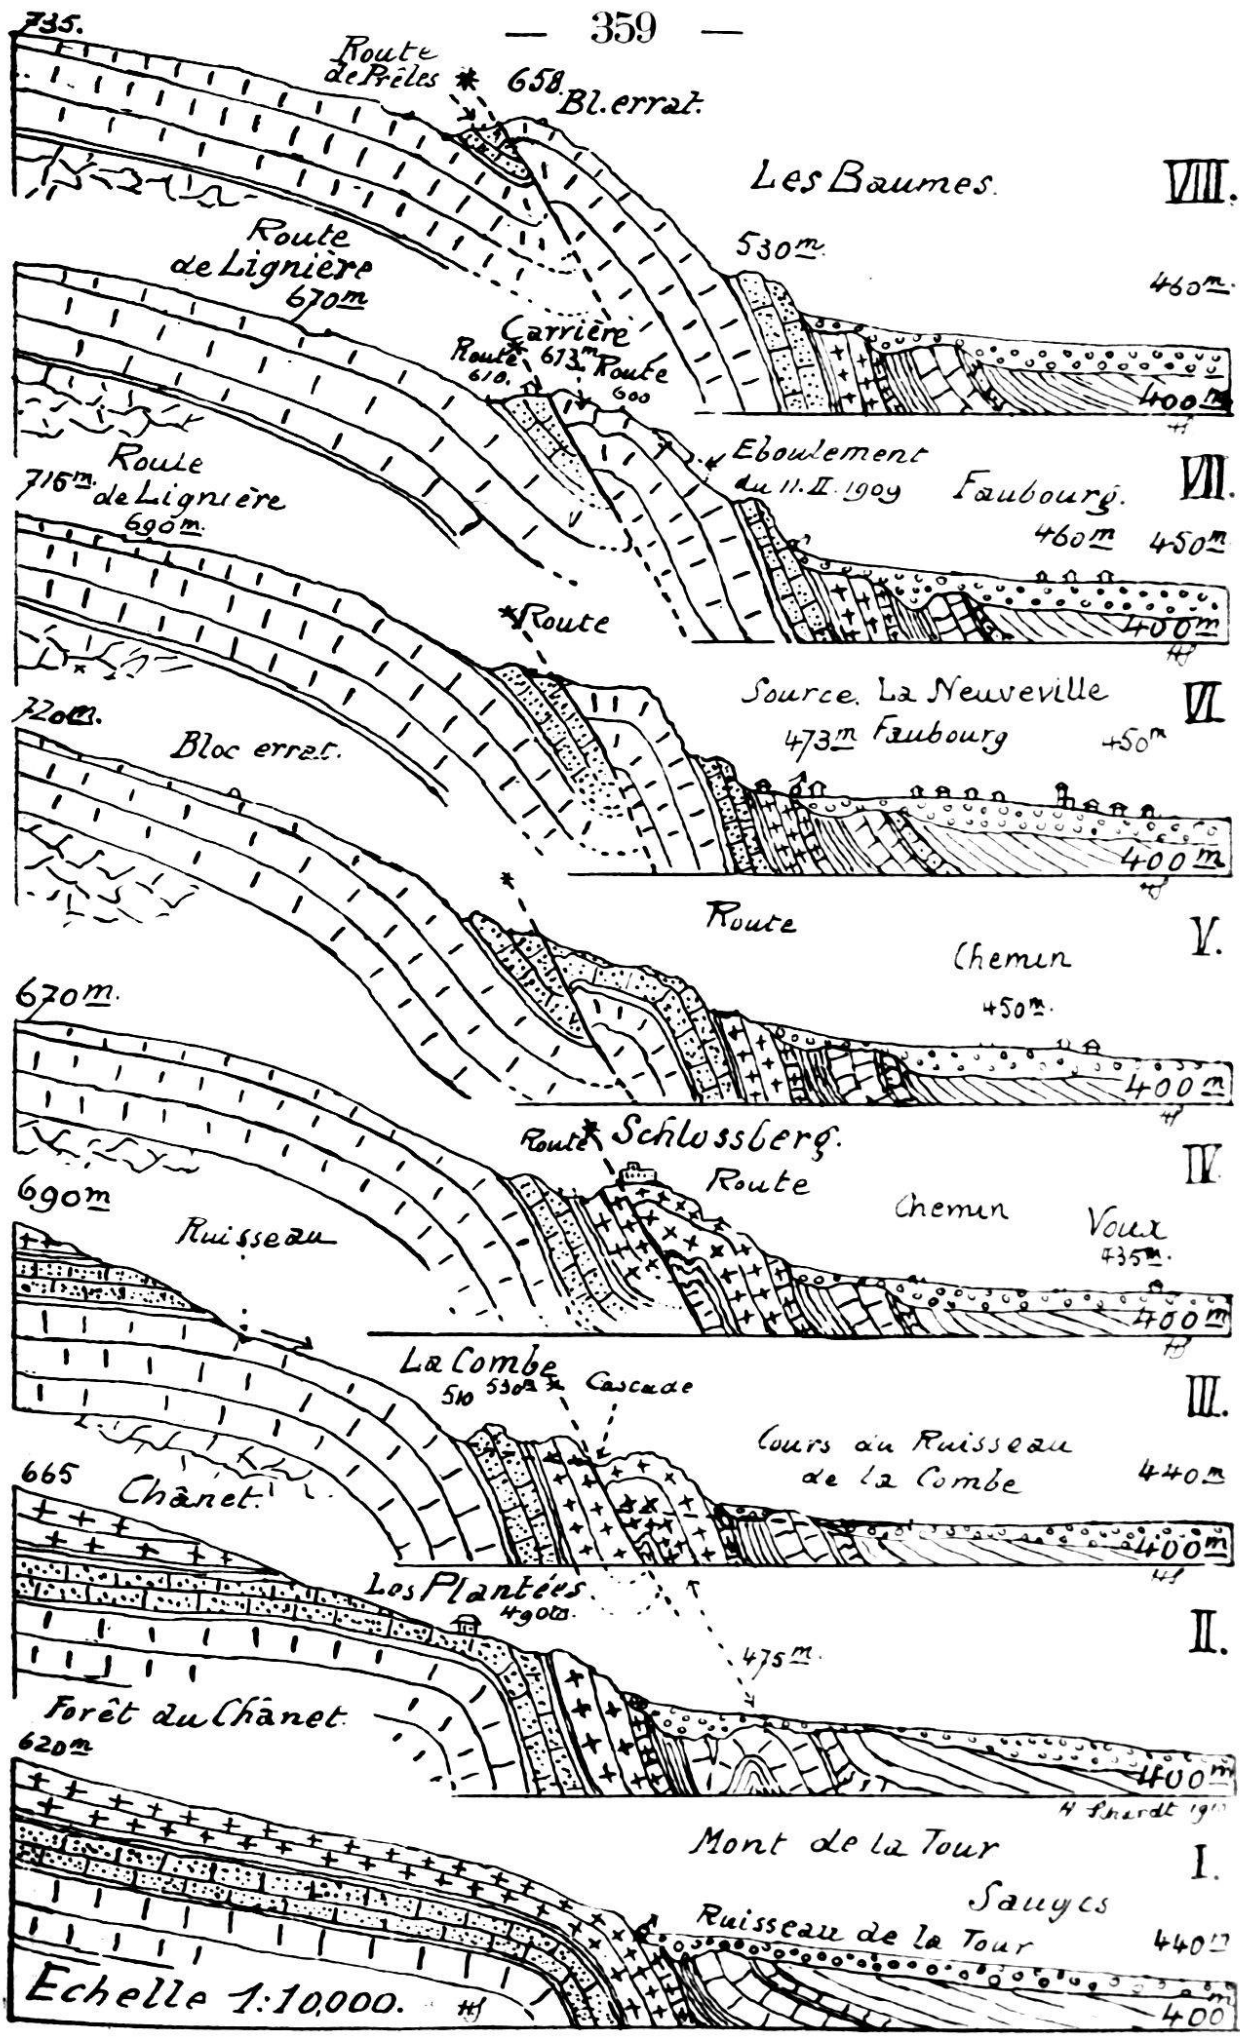 — 359 —
735.
Route
de Prêles
658.
Bl. errat.
Les Baumes.
VIII.
530m.
460m.
400m
Route
de Lignière
670m
Carrière
613m
Route
610.
Route
600
Eboulement
du 11. II. 1909
Faubourg.
VII.
460m
450m
400m
715m.
Route
de Lignière
690m.
Route
Source. La Neuveville
VI
473m Faubourg
450m
400m
720m.
Bloc errat.
Route
V.
Chemin
450m.
400m
670m.
Route
Schlossberg.
IV.
Route
Chemin
Voux
435m.
400m
690m
Ruisseau
La Combe
510 530m
Cascade
III.
Cours du Ruisseau
de la Combe
440m
400m
665
Chânet.
Les Plantées
490m.
II.
475m.
400m
Forêt du Chânet.
620m
Mont de la Tour
I.
Sauges
Ruisseau de la Tour
440m
400m
Echelle 1:10,000.